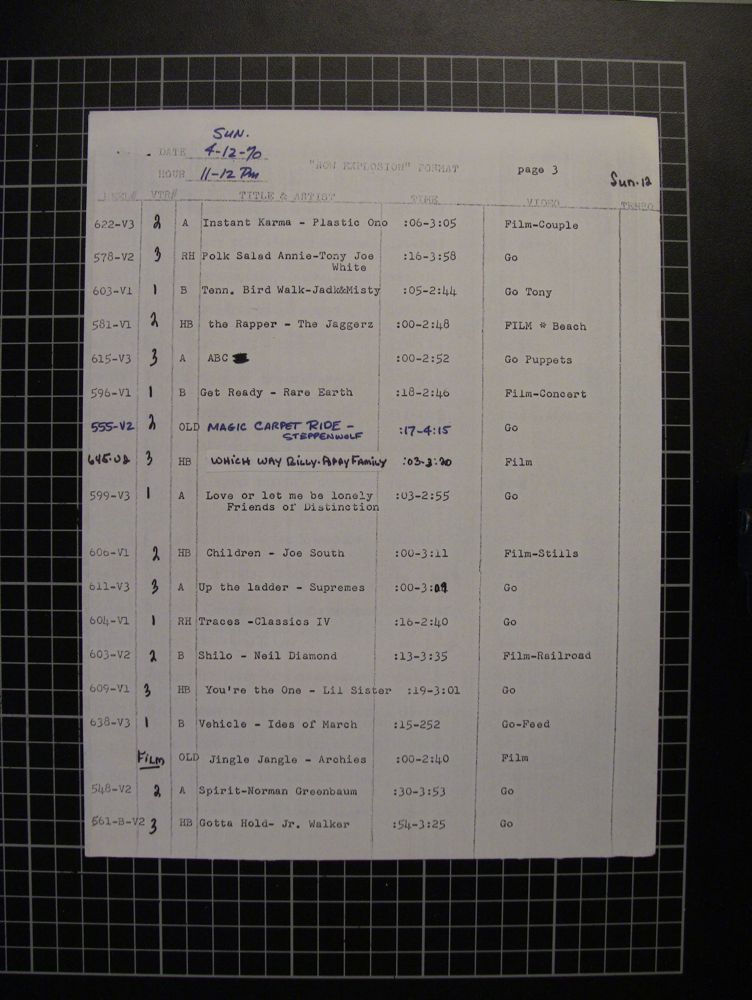 SUN.
DATE 4-12-70
HOUR 11-12 PM "NOW EXPLOSION" FORMAT page 3 Sun.12
REEL# VTR# TITLE & ARTIST TIME VIDEO TEMPO
622-V3 2 A Instant Karma - Plastic Ono :06-3:05 Film-Couple
578-V2 3 RH Polk Salad Annie-Tony Joe :16-3:58 Go
White
603-V1 1 B Tenn. Bird Walk-Jadk&Misty :05-2:44 Go Tony
581-V1 2 HB the Rapper - The Jaggerz :00-2:48 FILM * Beach
615-V3 3 A ABC :00-2:52 Go Puppets
596-V1 1 B Get Ready - Rare Earth :18-2:46 Film-Concert
555-V2 2 OLD MAGIC CARPET RIDE - :17-4:15 Go
STEPPENWOLF
3 HB WHICH WAY BILLY- FAMILY :03-3:20 Film
599-V3 1 A Love or let me be lonely :03-2:55 Go
Friends of Distinction
606-V1 2 HB Children - Joe South :00-3:11 Film-Stills
611-V3 3 A Up the ladder - Supremes :00-3:09 Go
604-V1 1 RH Traces -Classics IV :16-2:40 Go
603-V2 2 B Shilo - Neil Diamond :13-3:35 Film-Railroad
609-V1 3 HB You're the One - Lil Sister :19-3:01 Go
638-V3 1 B Vehicle - Ides of March :15-252 Go-Feed
FILM OLD Jingle Jangle - Archies :00-2:40 Film
548-V2 2 A Spirit-Norman Greenbaum :30-3:53 Go
561-B-V2 3 HB Gotta Hold- Jr. Walker :54-3:25 Go